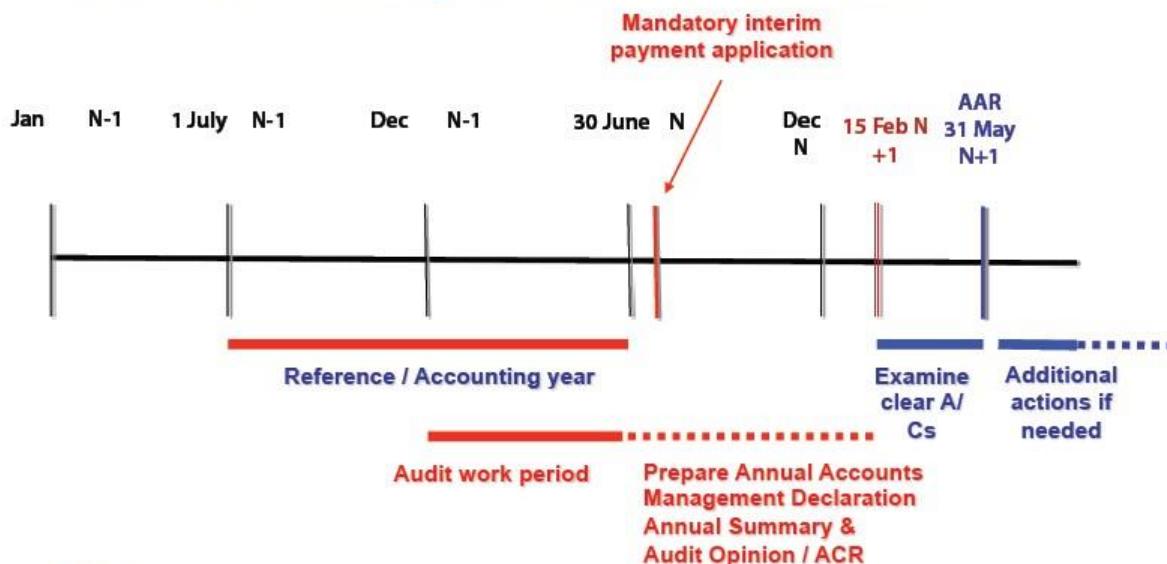 Mandatory interim
payment application
Jan N-1 1 July N-1 Dec N-1 30 June N
Dec
N
15 Feb N
+1
AAR
31 May
N+1
Reference / Accounting year
Examine
clear A/
Cs
Additional
actions if
needed
Audit work period
Prepare Annual Accounts
Management Declaration
Annual Summary &
Audit Opinion / ACR